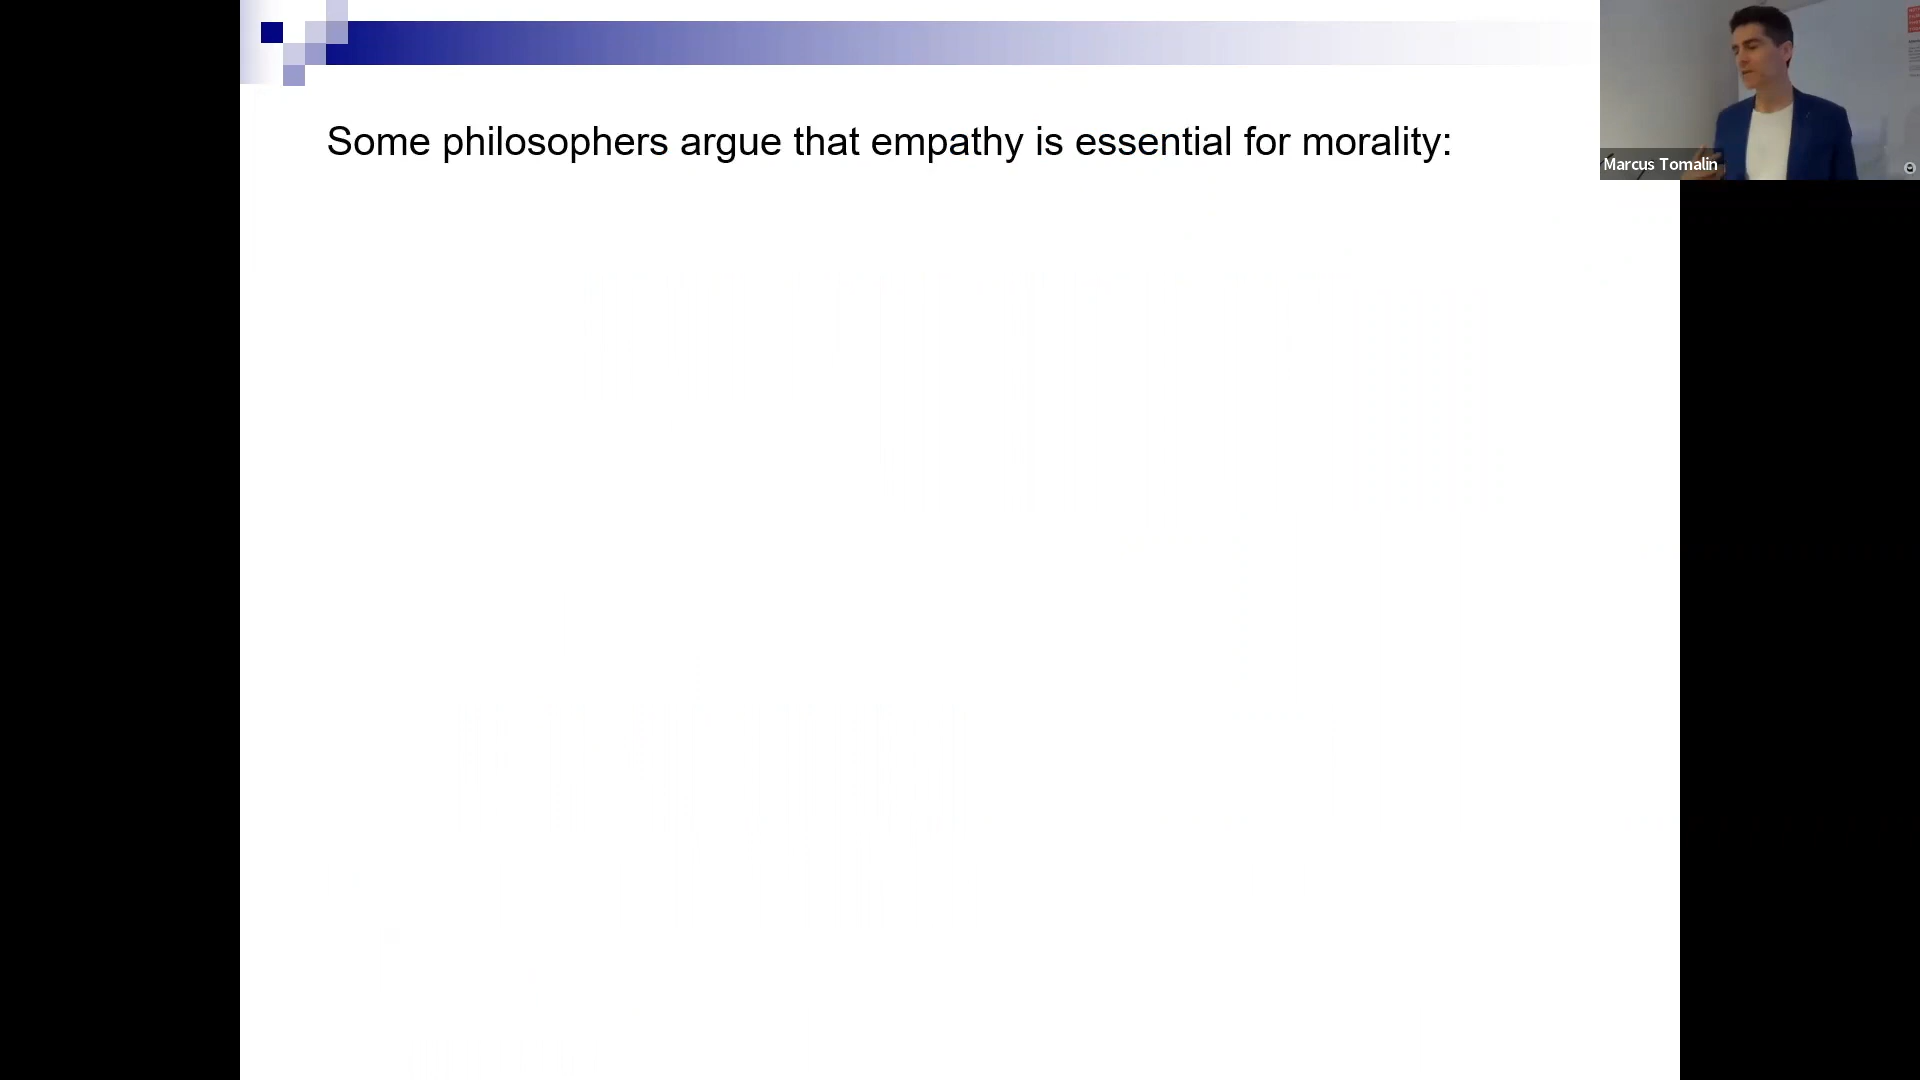 Some philosophers argue that empathy is essential for morality:
Marcus Tomalin